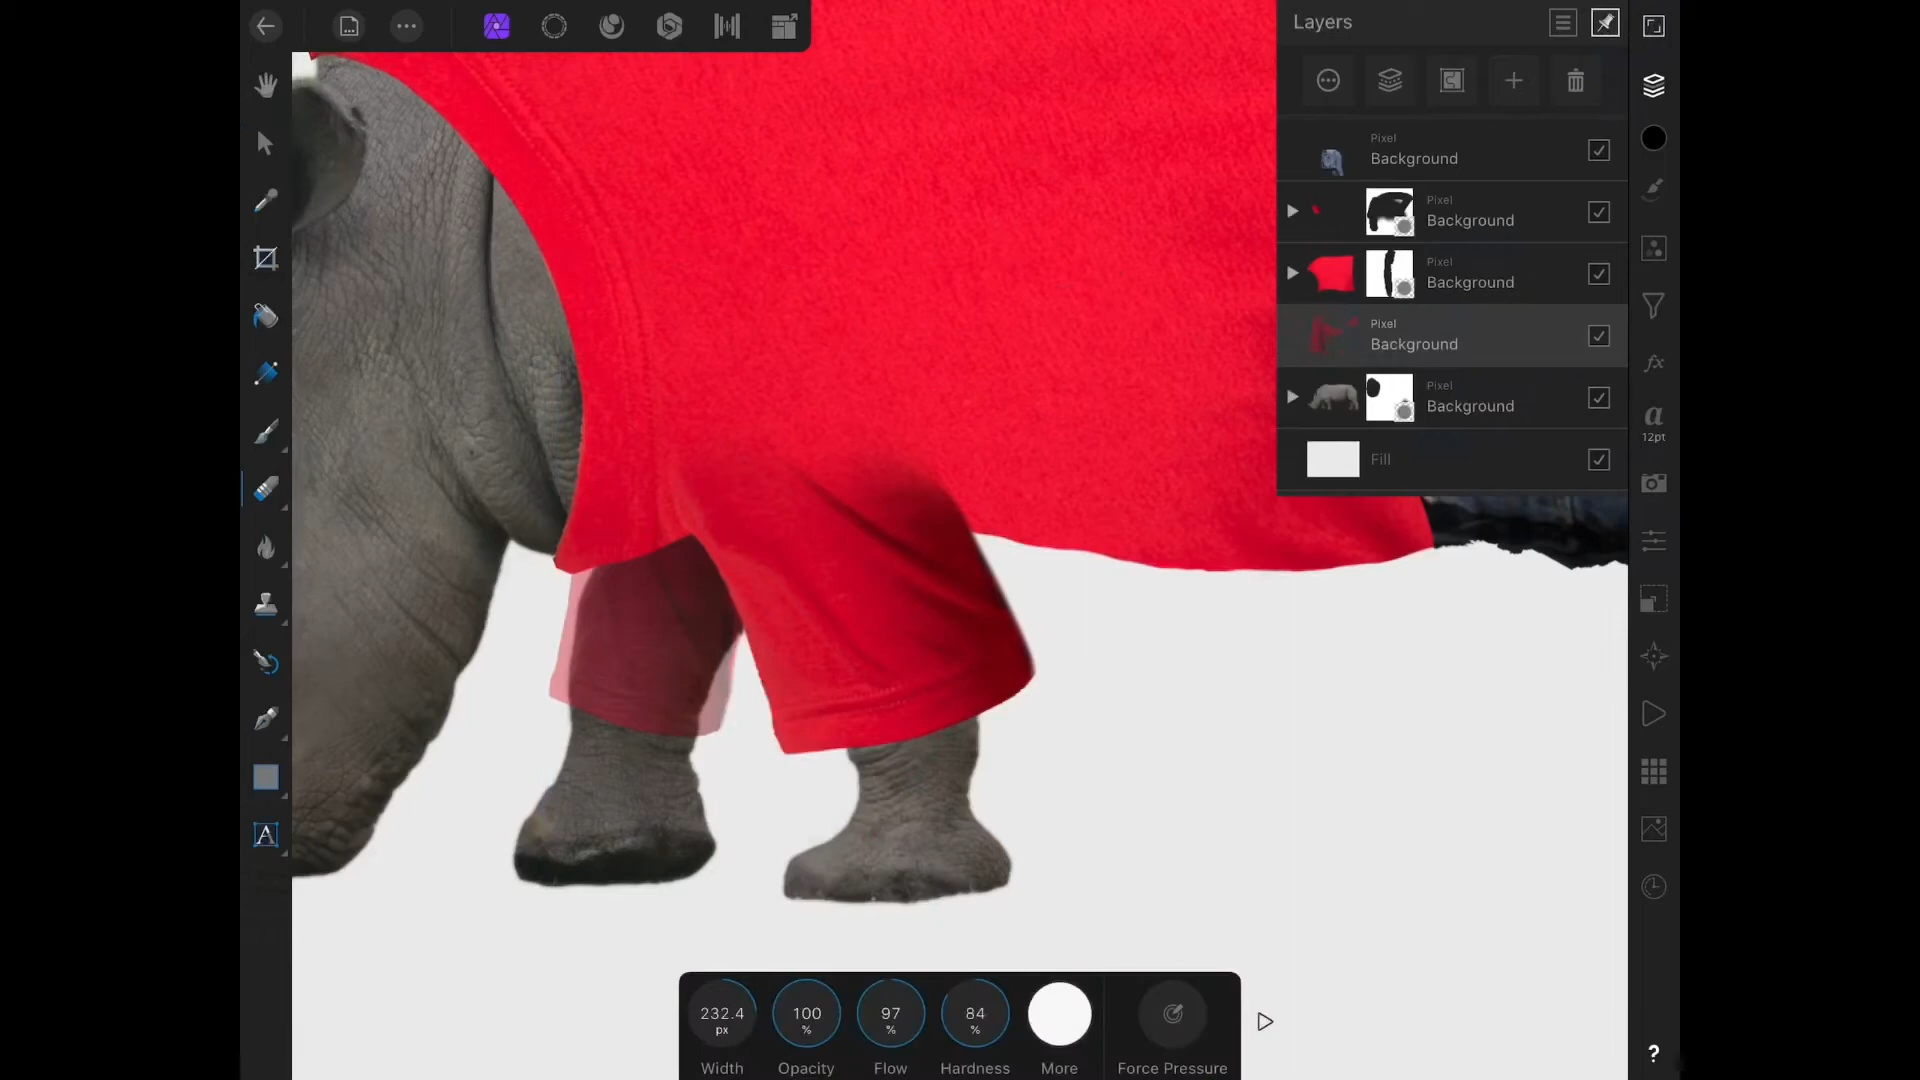 Layers
Pixel
Background
Pixel
Background
Pixel
Background
Pixel
Background
Pixel
Background
Fill
fx
a
12pt
A
?
232.4
px
Width
100
%
Opacity
97
%
Flow
84
%
Hardness
More
Force Pressure